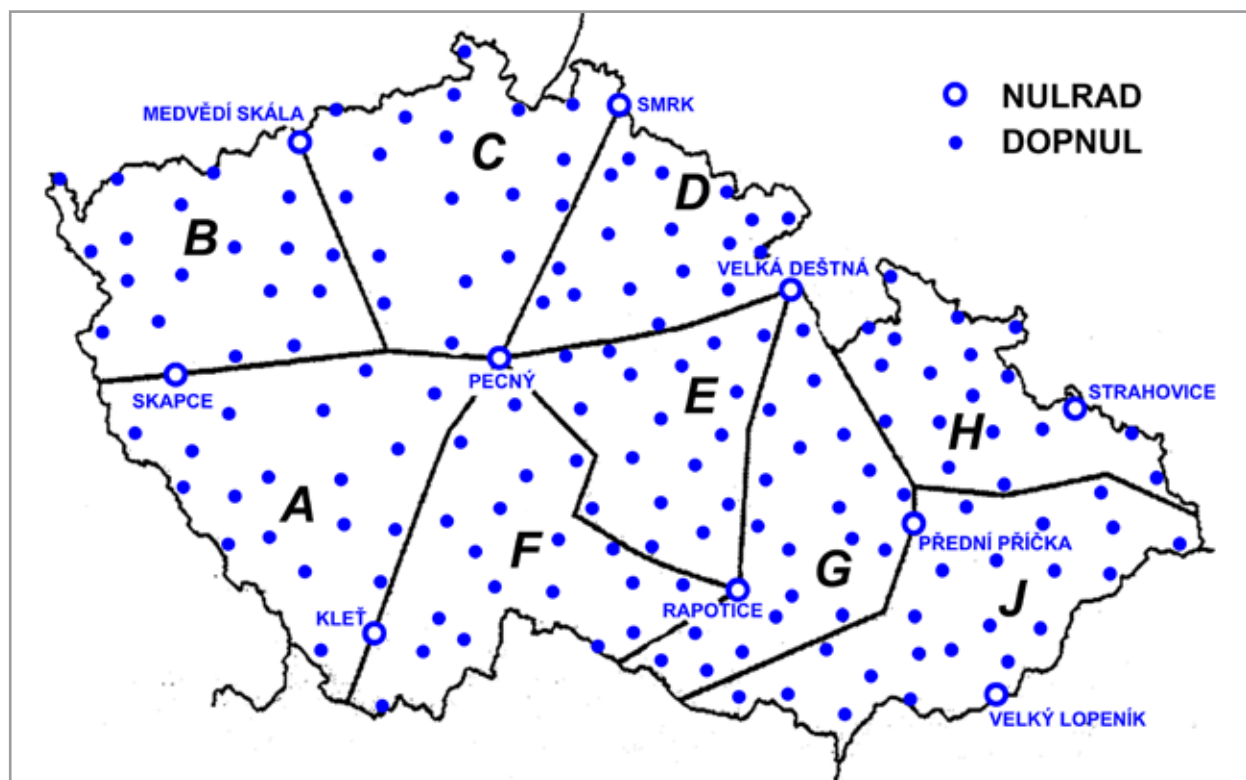 SMRK
NULRAD
MEDVĚDÍ SKÁLA
DOPNUL
C
D
B
VELKÁ DEŠTNÁ
PECNÝ
SKAPCE
E
STRAHOVICE
H
A
F
PŘEDNÍ PŘÍČKA
G
RAPOTICE
J
KLEŤ
VELKÝ LOPENÍK